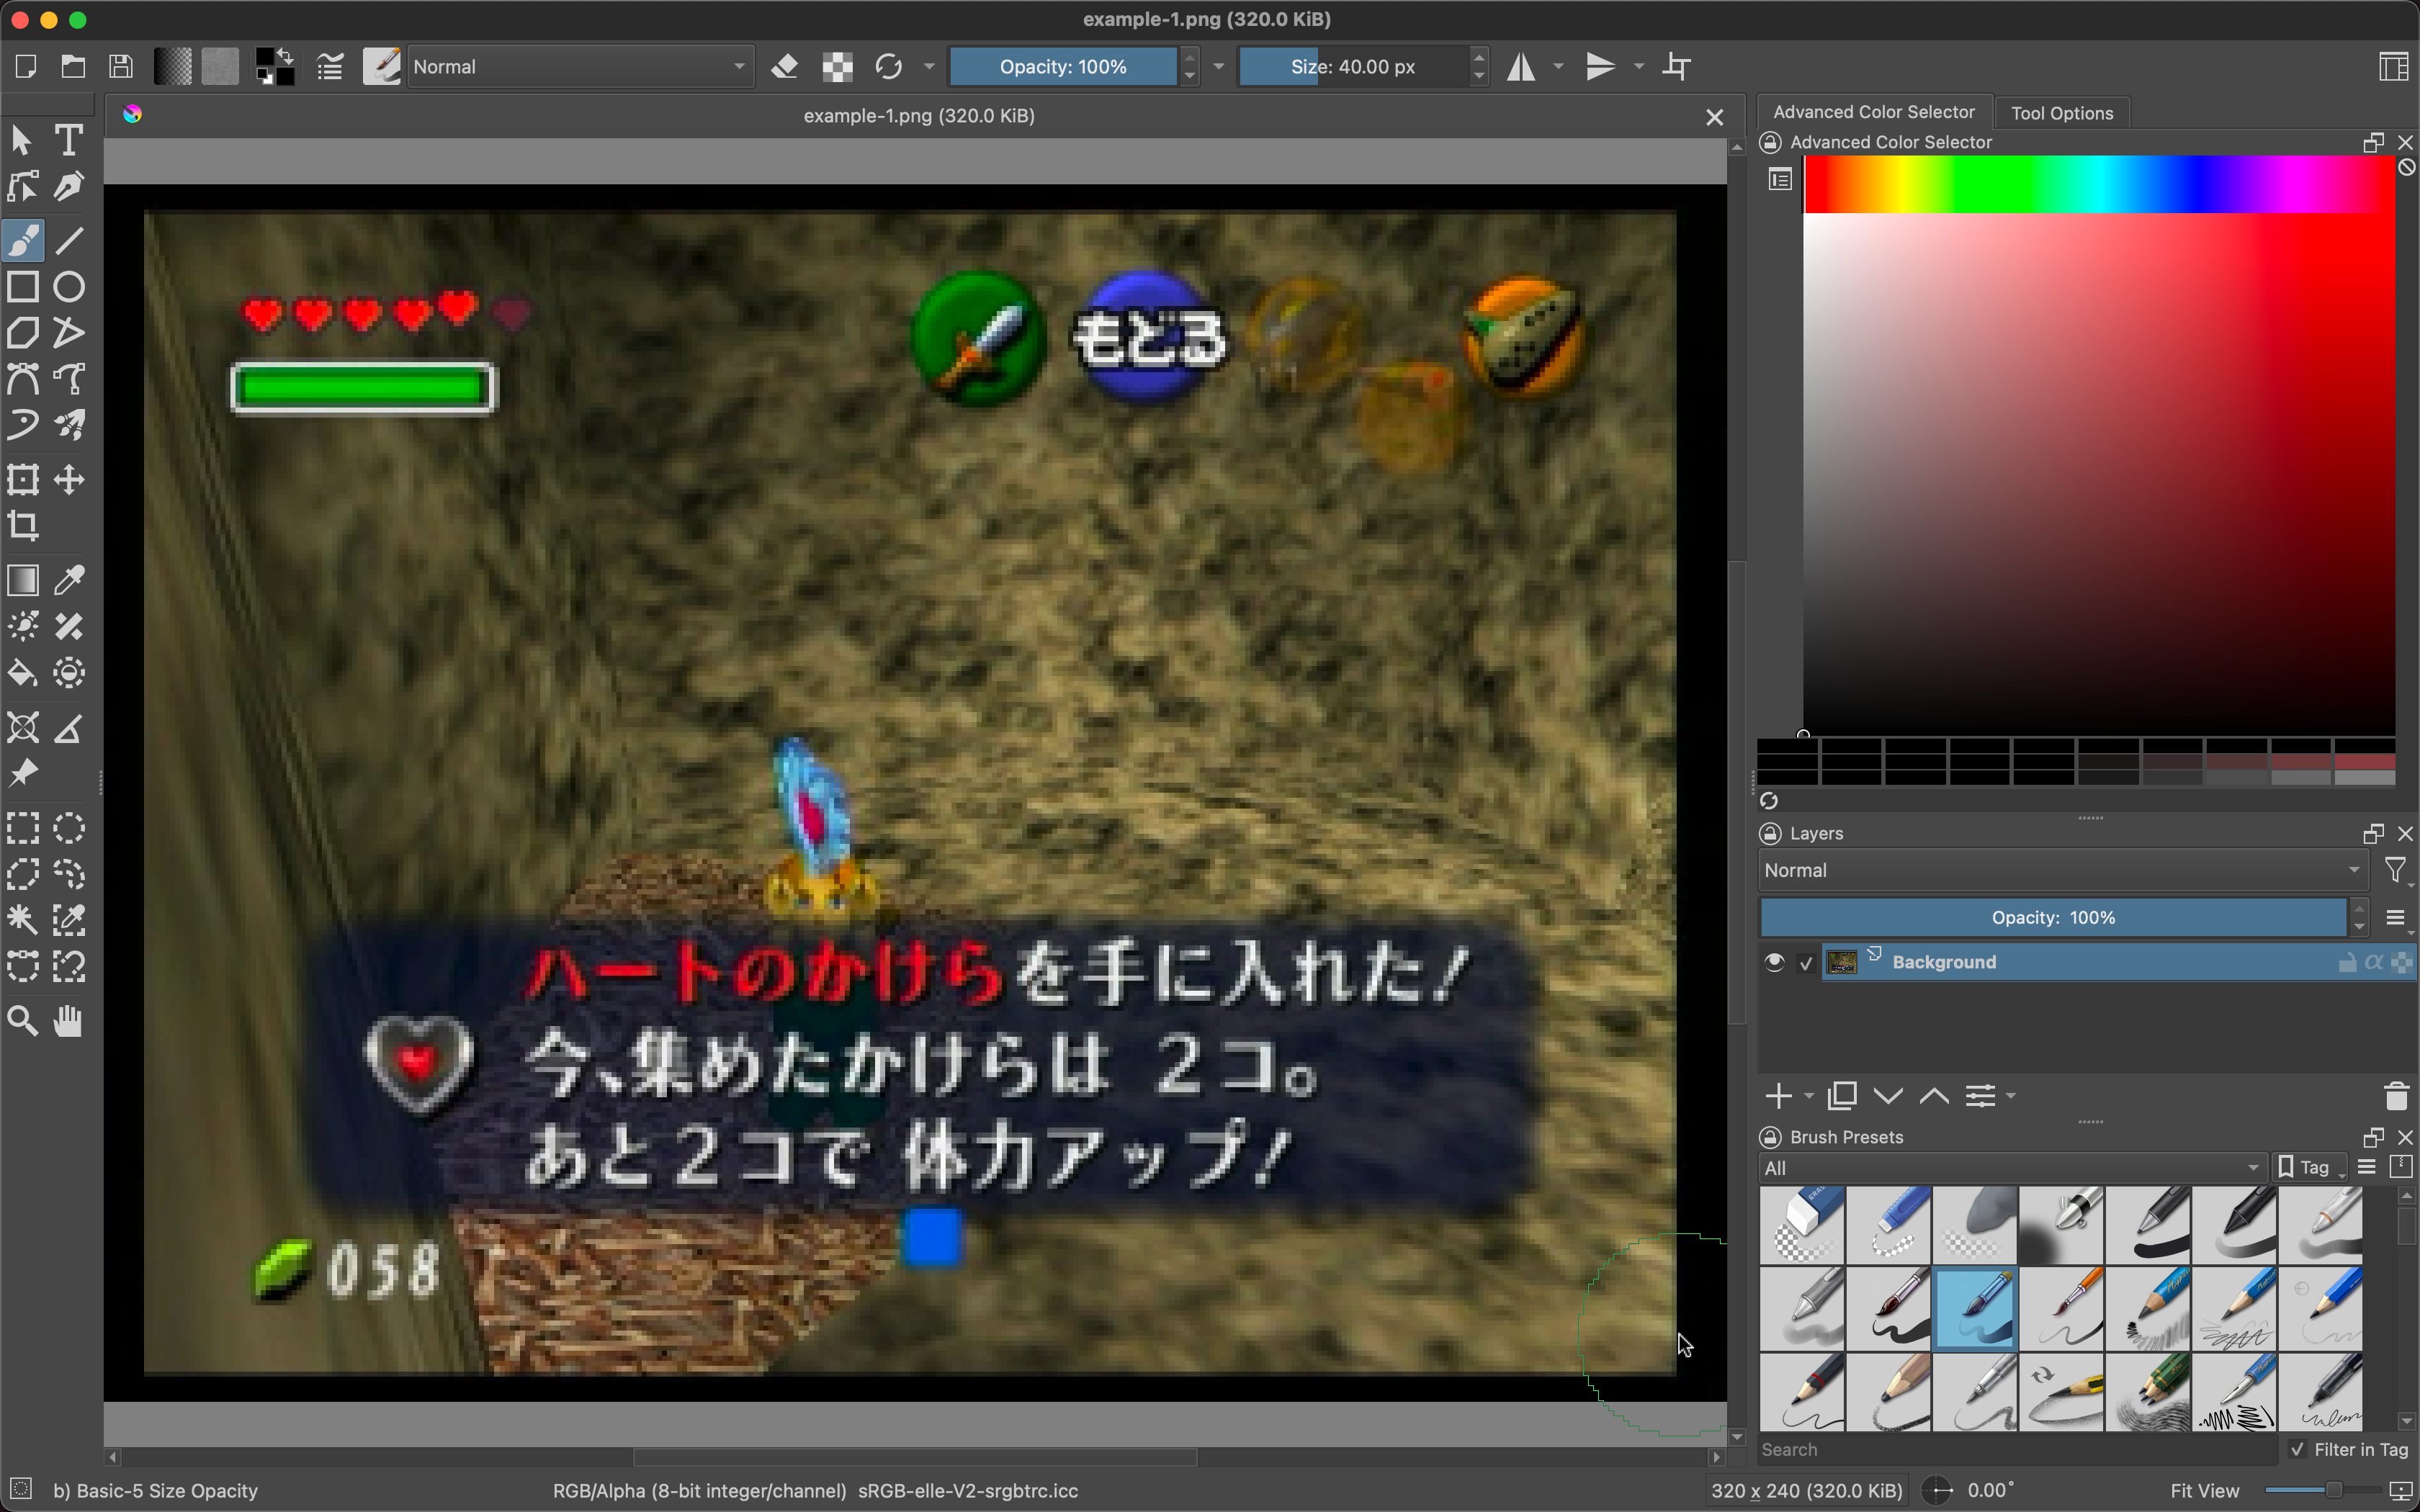 example-1.png (320.0 KiB)
Normal
Opacity: 100%
Size: 40.00 px
example-1.png (320.0 KiB)
Advanced Color Selector
Tool Options
Advanced Color Selector
もどる
Layers
Normal
Opacity: 100%
Background
ハートのかけらを手に入れた!
今、集めたかけらは 2コ。
あと2コで 体力アップ!
058
Brush Presets
All
Tag
Search
Filter in Tag
b) Basic-5 Size Opacity
RGB/Alpha (8-bit integer/channel) sRGB-elle-V2-srgbtrc.icc
320 x 240 (320.0 KiB)
0.00°
Fit View